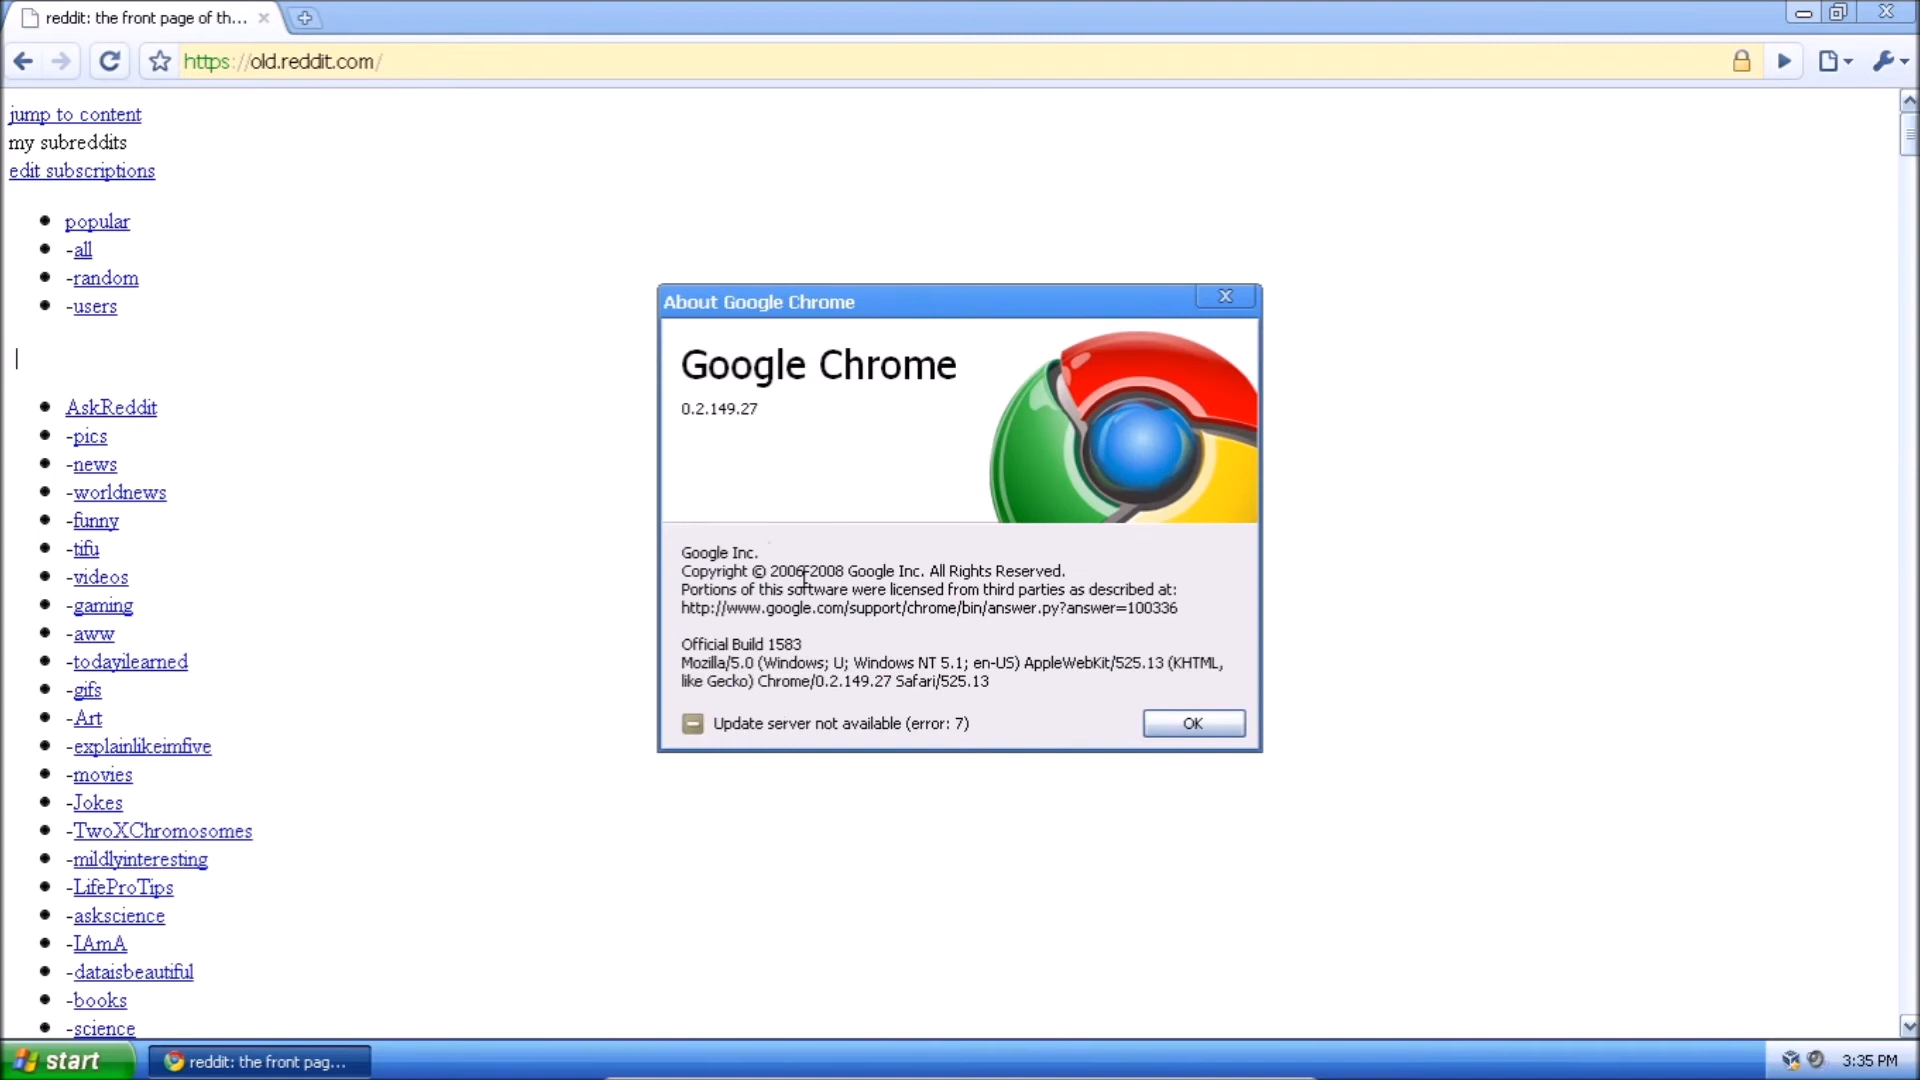 reddit: the front page of th...
https://old.reddit.com/
jump to content
my subreddits
edit subscriptions
popular
-all
-random
-users
AskReddit
-pics
-news
-worldnews
-funny
-tifu
-videos
-gaming
-aww
-todayilearned
-gifs
-Art
-explainlikeimfive
-movies
-Jokes
-TwoXChromosomes
-mildlyinteresting
-LifeProTips
-askscience
-IAmA
-dataisbeautiful
-books
-science
About Google Chrome
Google Chrome
0.2.149.27
Google Inc.
Copyright © 2006-2008 Google Inc. All Rights Reserved.
Portions of this software were licensed from third parties as described at:
http://www.google.com/support/chrome/bin/answer.py?answer=100336
Official Build 1583
Mozilla/5.0 (Windows; U; Windows NT 5.1; en-US) AppleWebKit/525.13 (KHTML,
like Gecko) Chrome/0.2.149.27 Safari/525.13
Update server not available (error: 7)
OK
start
reddit: the front pag...
3:35 PM